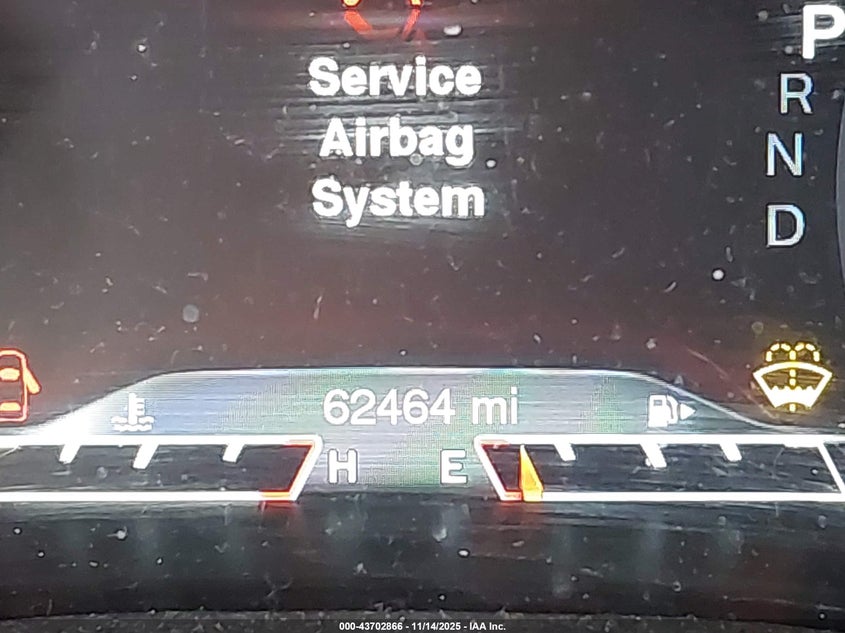 P
Service
R
Airbag
N
System
D
62464 mi
H E
000-43702866 - 11/14/2025 - IAA Inc.